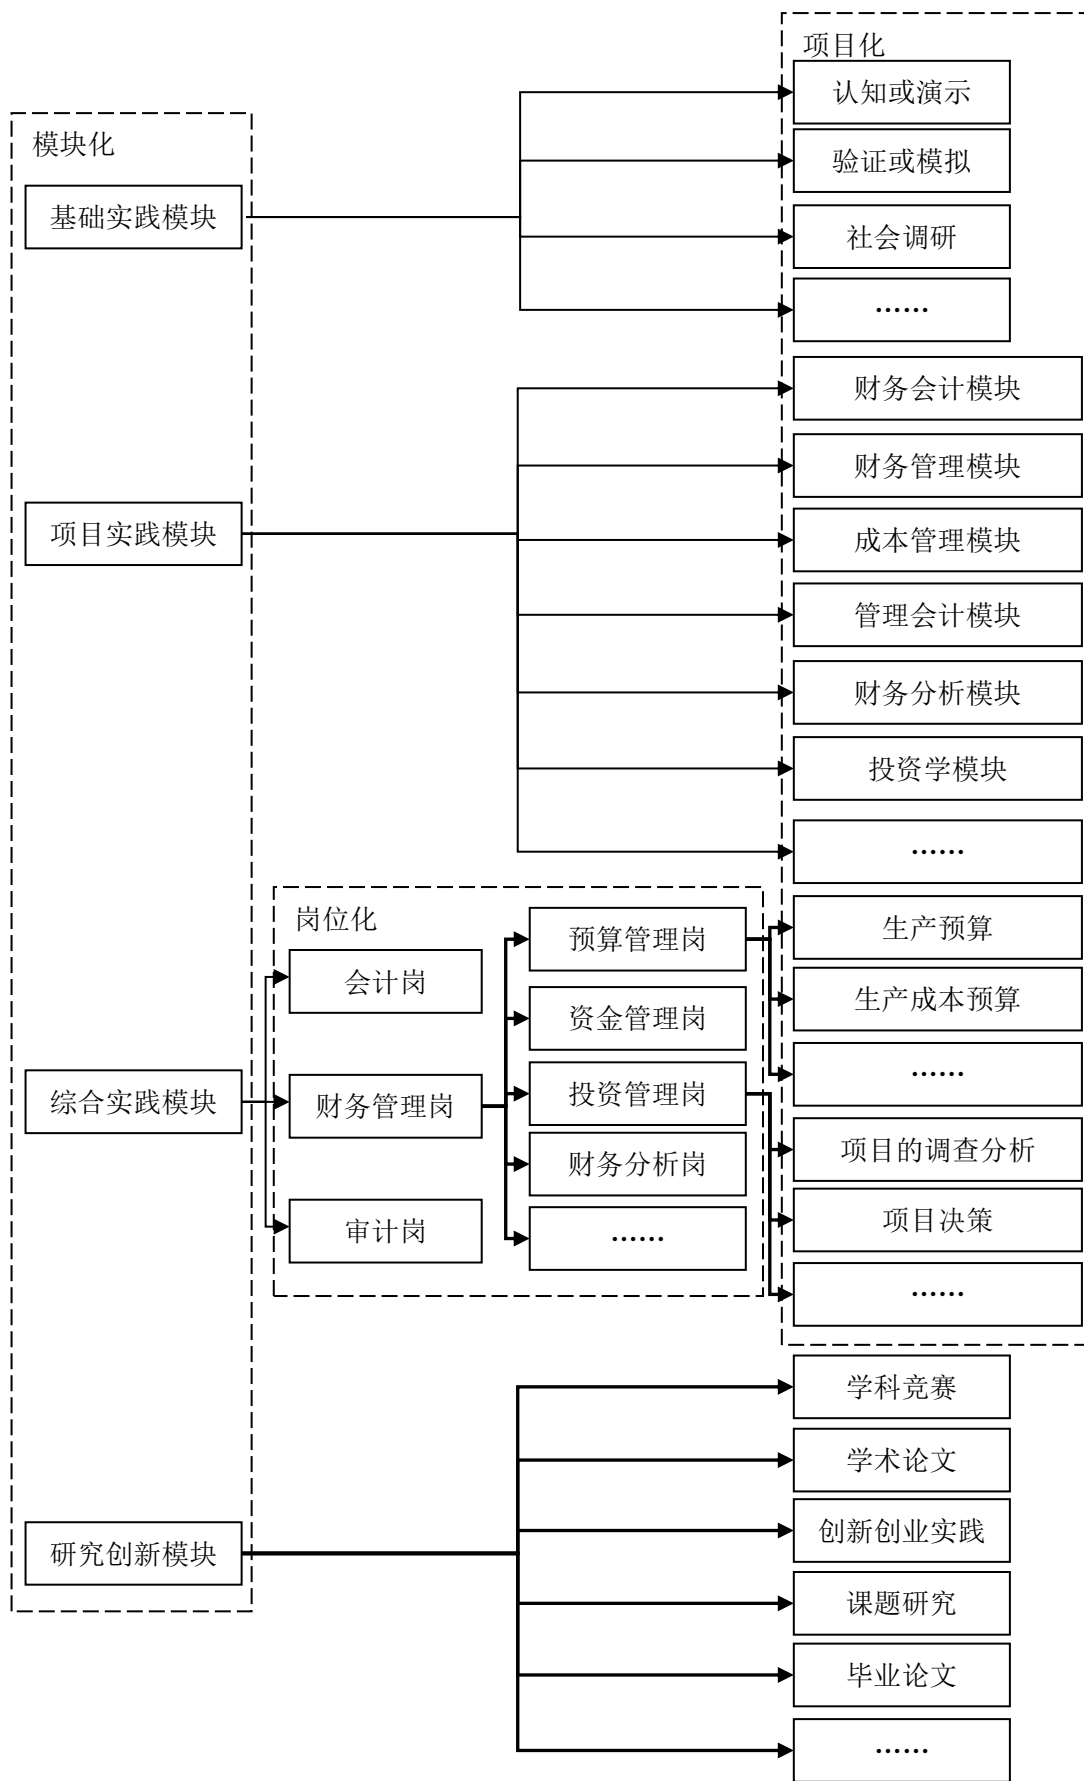 项目化
认知或演示
模块化
验证或模拟
基础实践模块
社会调研
……
财务会计模块
财务管理模块
项目实践模块
成本管理模块
管理会计模块
财务分析模块
投资学模块
……
岗位化
预算管理岗
生产预算
会计岗
资金管理岗
生产成本预算
……
综合实践模块
财务管理岗
投资管理岗
财务分析岗
项目的调查分析
审计岗
……
项目决策
……
学科竞赛
学术论文
创新创业实践
研究创新模块
课题研究
毕业论文
……